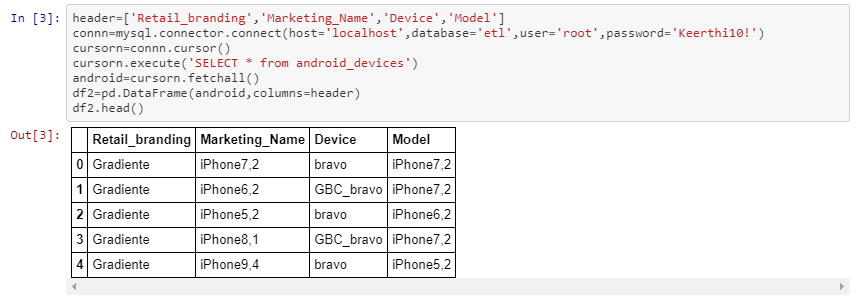 In [3]: header=['Retail_branding','Marketing_Name','Device','Model']
connn=mysql.connector.connect(host='localhost',database='etl',user='root',password='Keerthi10!')
cursorn=connn.cursor()
cursorn.execute('SELECT * from android_devices')
android=cursorn.fetchall()
df2=pd.DataFrame(android,columns=header)
df2.head()
Out[3]:
Retail_branding Marketing_Name Device Model
0 Gradiente iPhone7,2 bravo iPhone7,2
1 Gradiente iPhone6,2 GBC_bravo iPhone7,2
2 Gradiente iPhone5,2 bravo iPhone6,2
3 Gradiente iPhone8,1 GBC_bravo iPhone7,2
4 Gradiente iPhone9,4 bravo iPhone5,2